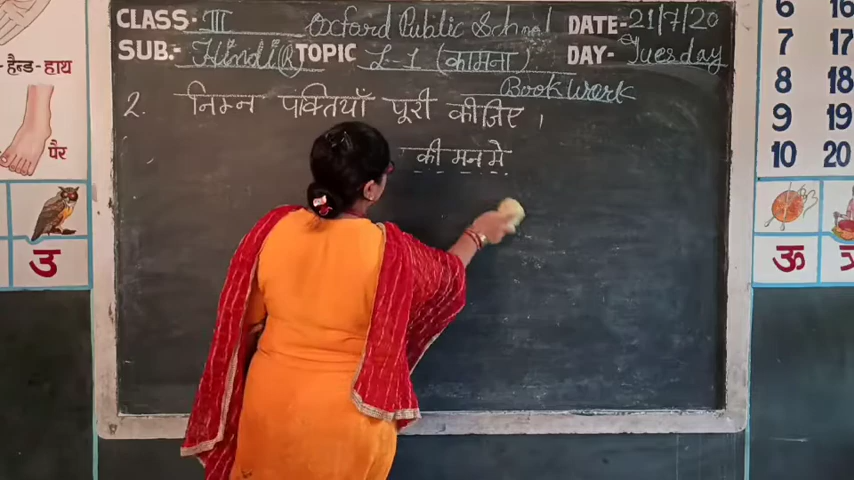 CLASS:- III Oxford Public School DATE-21/7/20
SUB.- Hindi(R) TOPIC L-1 (कामना) DAY- Tuesday
Book Work
2. निम्न पक्तियाँ पूरी कीजिए ।
की मन मे
हैन्ड-हाथ
पैर
उ
6
7
8
9
10
16
17
18
19
20
ऊ